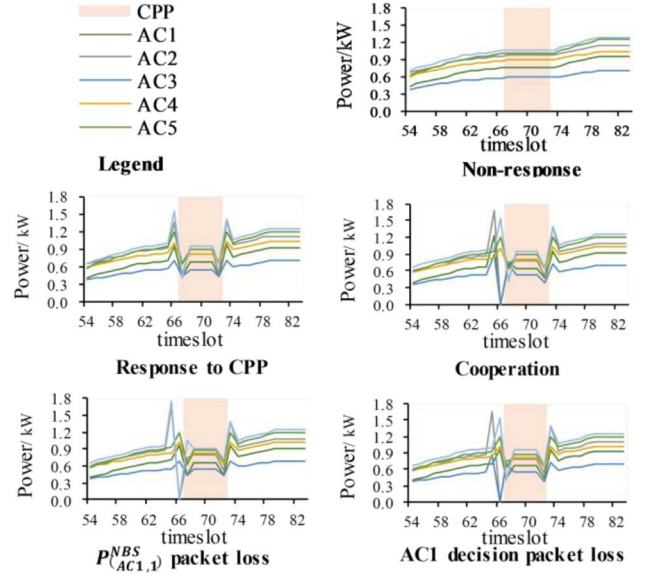 CPP
AC1
AC2
AC3
AC4
AC5
Legend
Power/kW
1.8
1.5
1.2
0.9
0.6
0.3
0.0
54 58 62 66 70 74 78 82
timeslot
Non-response
Power/ kW
1.8
1.5
1.2
0.9
0.6
0.3
0.0
54 58 62 66 70 74 78 82
timeslot
Response to CPP
Power/ kW
1.8
1.5
1.2
0.9
0.6
0.3
0.0
54 58 62 66 70 74 78 82
timeslot
Cooperation
Power/ kW
1.8
1.5
1.2
0.9
0.6
0.3
0.0
54 58 62 66 70 74 78 82
timeslot
P^{NBS}_{(AC1,1)} packet loss
Power/ kW
1.8
1.5
1.2
0.9
0.6
0.3
0.0
54 58 62 66 70 74 78 82
timeslot
AC1 decision packet loss